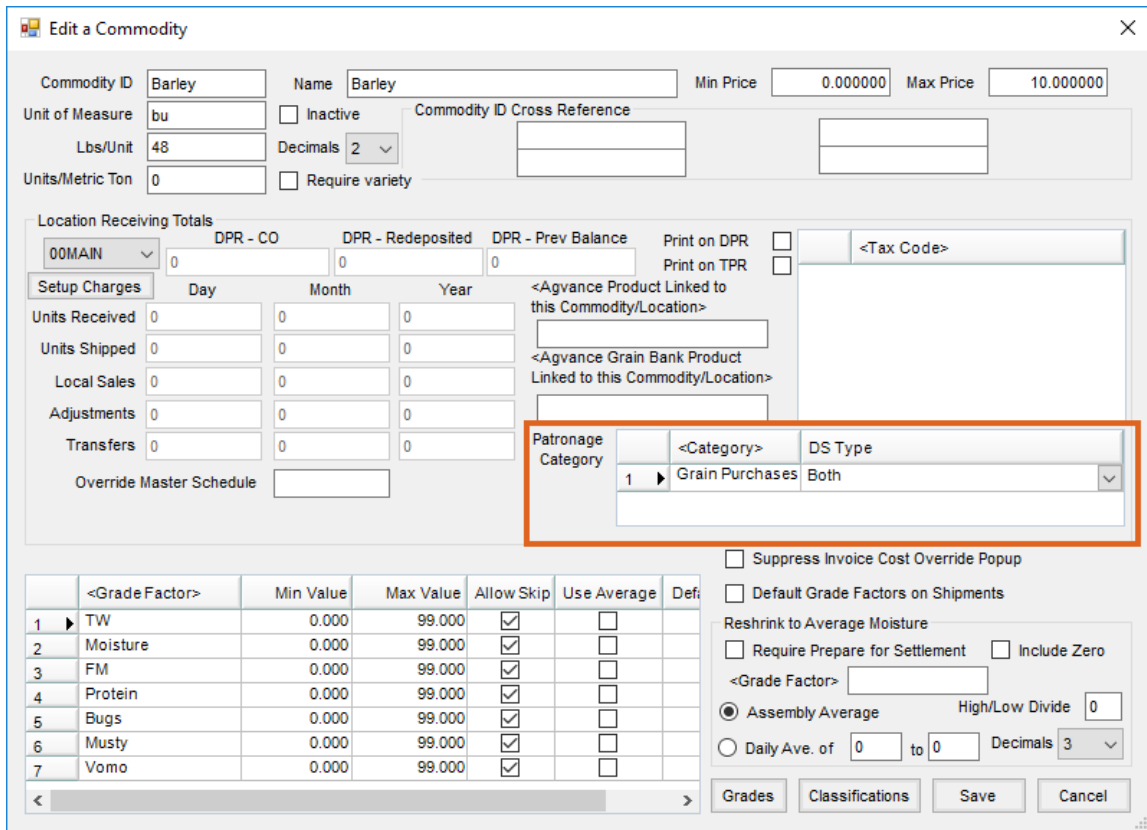 Edit a Commodity
Commodity ID Barley Name Barley Min Price 0.000000 Max Price 10.000000
Unit of Measure bu Inactive Commodity ID Cross Reference
Lbs/Unit 48 Decimals 2
Units/Metric Ton 0 Require variety
Location Receiving Totals
00MAIN DPR - CO DPR - Redeposited DPR - Prev Balance Print on DPR <Tax Code>
0 0 0 Print on TPR
Setup Charges Day Month Year <Agvance Product Linked to
this Commodity/Location>
Units Received 0 0 0
Units Shipped 0 0 0 <Agvance Grain Bank Product
Linked to this Commodity/Location>
Local Sales 0 0 0
Adjustments 0 0 0
Transfers 0 0 0 Patronage
Category <Category> DS Type
1 Grain Purchases Both
Override Master Schedule
Suppress Invoice Cost Override Popup
Default Grade Factors on Shipments
<Grade Factor> Min Value Max Value Allow Skip Use Average Defa
1 TW 0.000 99.000
2 Moisture 0.000 99.000
3 FM 0.000 99.000
4 Protein 0.000 99.000
5 Bugs 0.000 99.000
6 Musty 0.000 99.000
7 Vomo 0.000 99.000
Reshrink to Average Moisture
Require Prepare for Settlement Include Zero
<Grade Factor>
Assembly Average High/Low Divide 0
Daily Ave. of 0 to 0 Decimals 3
Grades Classifications Save Cancel